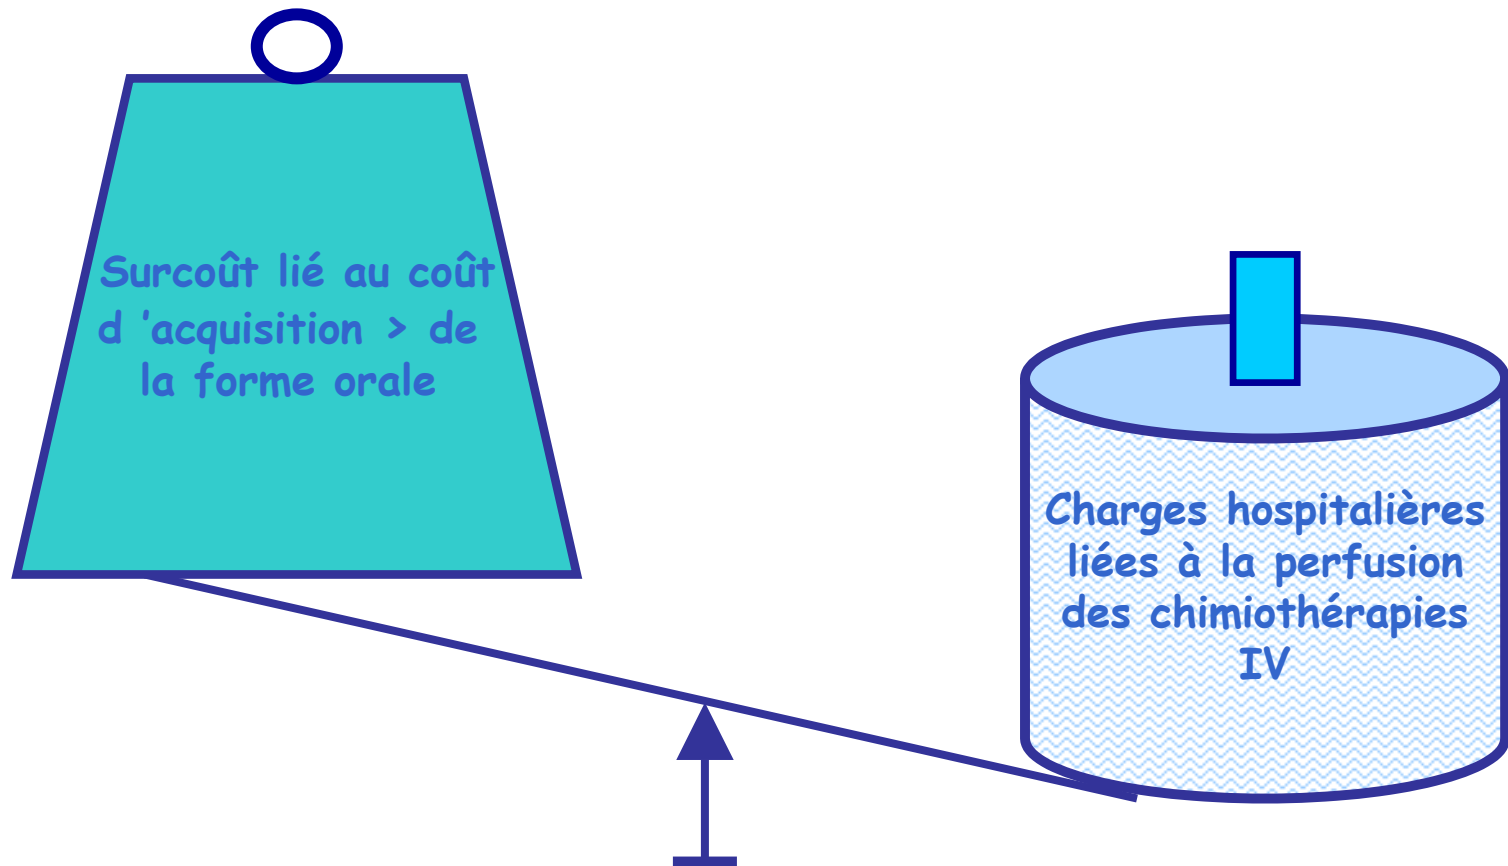 Surcoût lié au coût
d ’acquisition > de
la forme orale
Charges hospitalières
liées à la perfusion
des chimiothérapies
IV